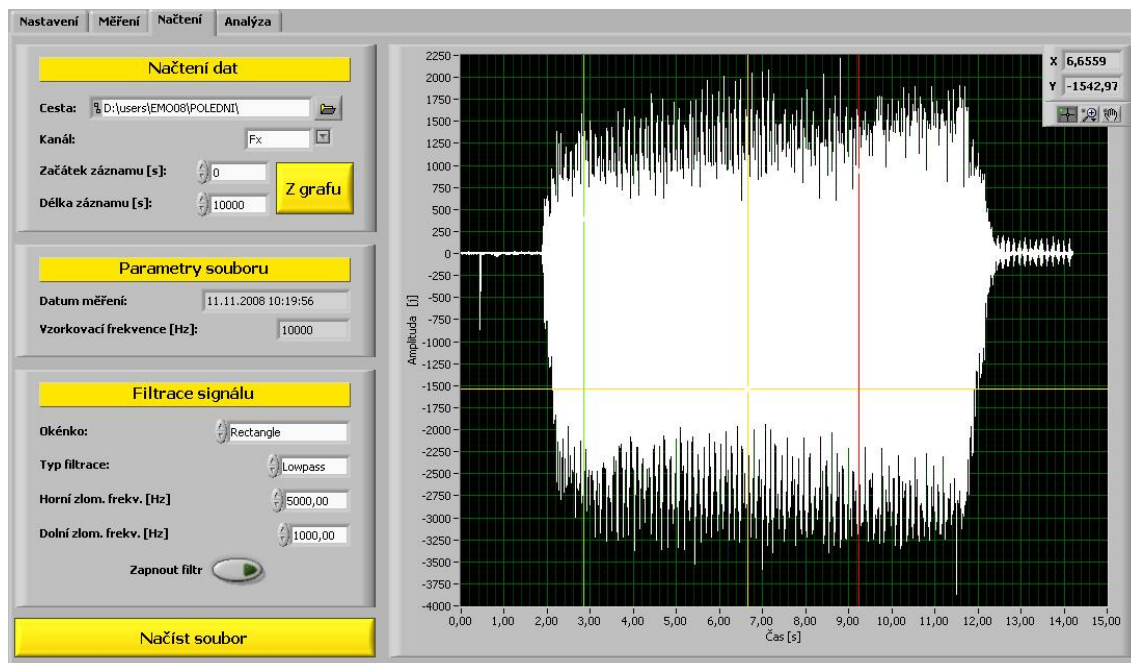 Nastavení Měření Načtení Analýza
Načtení dat
Cesta: D:\users\EMO08\POLEDNI\
Kanál: Fx
Začátek záznamu [s]: 0
Délka záznamu [s]: 10000
Z grafu
Parametry souboru
Datum měření: 11.11.2008 10:19:56
Vzorkovací frekvence [Hz]: 10000
Filtrace signálu
Okénko: Rectangle
Typ filtrace: Lowpass
Horní zlom. frekv. [Hz] 5000,00
Dolní zlom. frekv. [Hz] 1000,00
Zapnout filtr
Načíst soubor
X 6,6559
Y -1542,97
Amplituda [j]
2250
2000
1750
1500
1250
1000
750
500
250
0
-250
-500
-750
-1000
-1250
-1500
-1750
-2000
-2250
-2500
-2750
-3000
-3250
-3500
-3750
-4000
0,00 1,00 2,00 3,00 4,00 5,00 6,00 7,00 8,00 9,00 10,00 11,00 12,00 13,00 14,00 15,00
Čas [s]